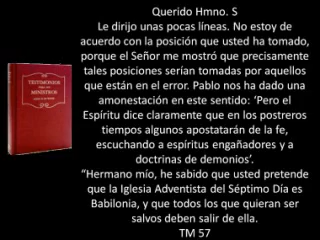 Querido Hmno. S
Le dirijo unas pocas líneas. No estoy de
acuerdo con la posición que usted ha tomado,
porque el Señor me mostró que precisamente
tales posiciones serían tomadas por aquellos
que están en el error. Pablo nos ha dado una
amonestación en este sentido: ‘Pero el
Espíritu dice claramente que en los postreros
tiempos algunos apostatarán de la fe,
escuchando a espíritus engañadores y a
doctrinas de demonios’.
“Hermano mío, he sabido que usted pretende
que la Iglesia Adventista del Séptimo Día es
Babilonia, y que todos los que quieran ser
salvos deben salir de ella.
TM 57
TESTIMONIOS
MINISTROS